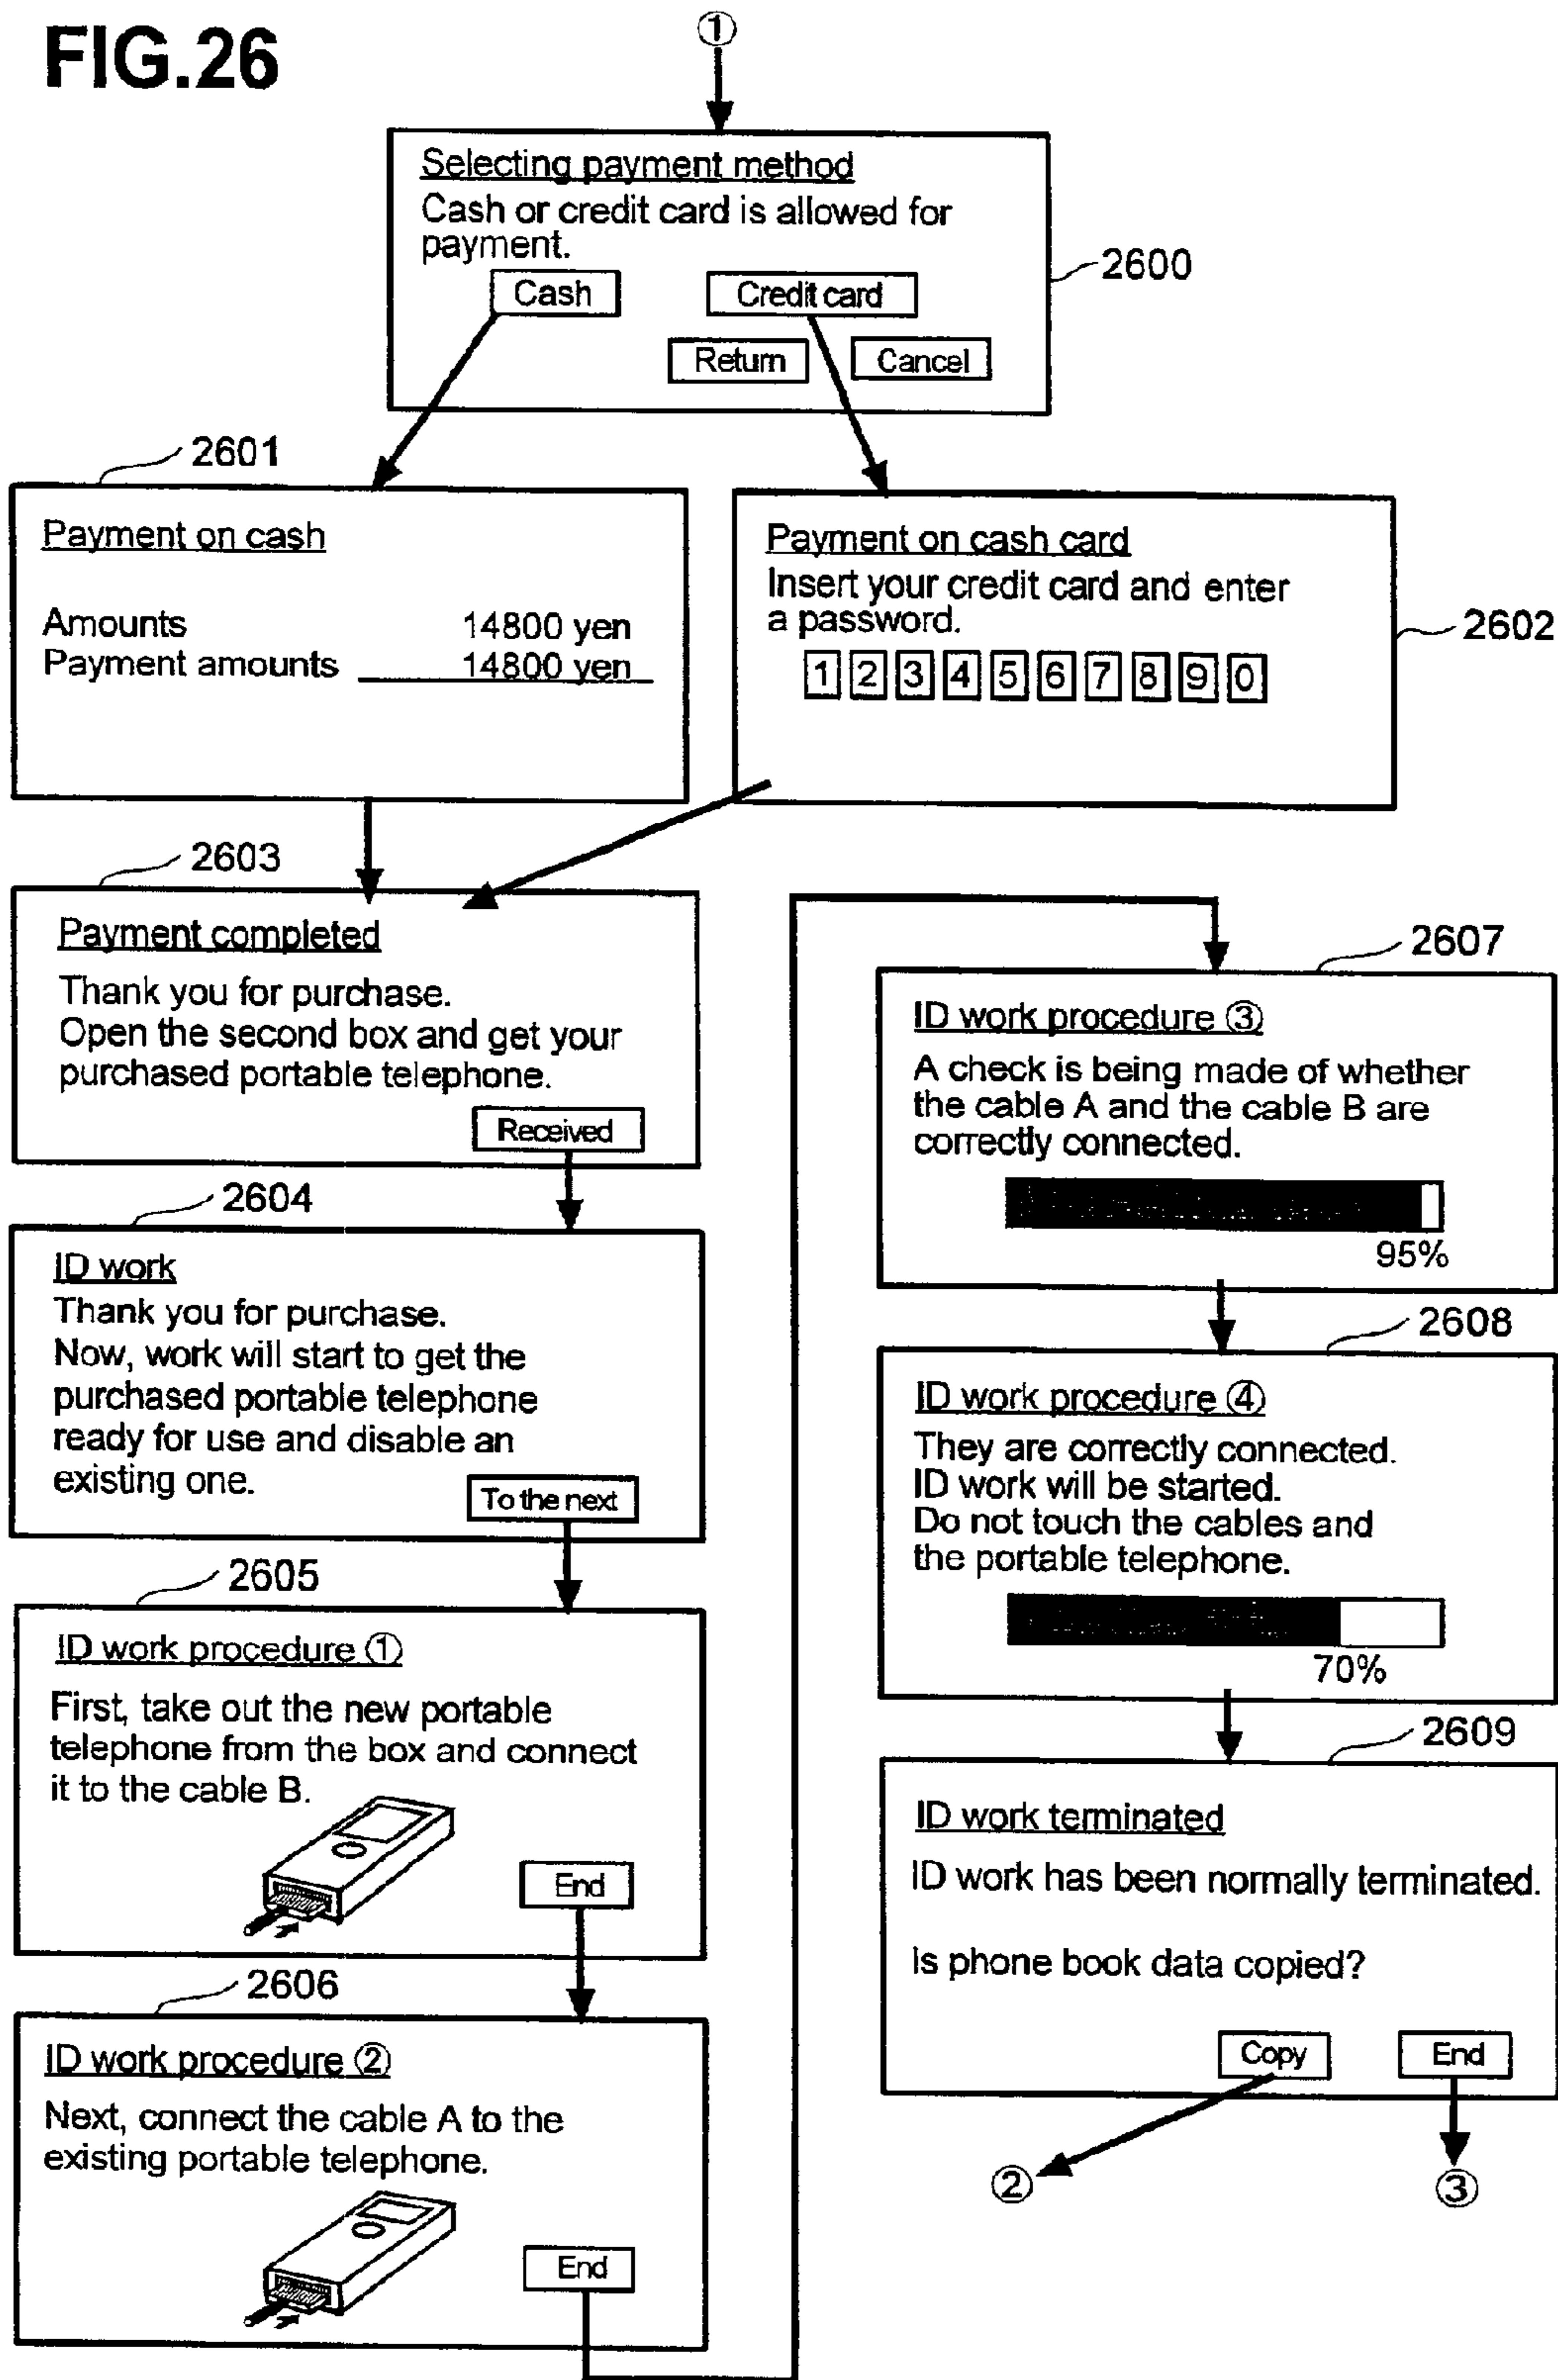 FIG.26
①
Selecting payment method
Cash or credit card is allowed for
payment.
Cash
Credit card
Return
Cancel
2600
2601
Payment on cash
Amounts 14800 yen
Payment amounts 14800 yen
Payment on cash card
Insert your credit card and enter
a password.
1 2 3 4 5 6 7 8 9 0
2602
2603
Payment completed
Thank you for purchase.
Open the second box and get your
purchased portable telephone.
Received
2604
ID work
Thank you for purchase.
Now, work will start to get the
purchased portable telephone
ready for use and disable an
existing one.
To the next
2605
ID work procedure ①
First, take out the new portable
telephone from the box and connect
it to the cable B.
End
2606
ID work procedure ②
Next, connect the cable A to the
existing portable telephone.
End
2607
ID work procedure ③
A check is being made of whether
the cable A and the cable B are
correctly connected.
95%
2608
ID work procedure ④
They are correctly connected.
ID work will be started.
Do not touch the cables and
the portable telephone.
70%
2609
ID work terminated
ID work has been normally terminated.
Is phone book data copied?
Copy
End
②
③